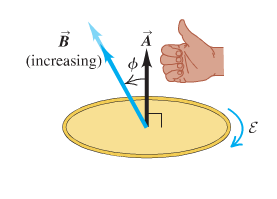 B⃗ A⃗
(increasing) ϕ
ℰ